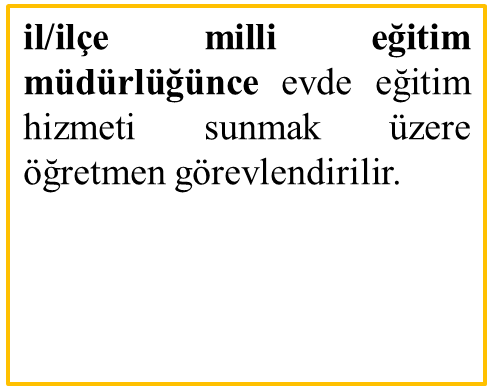 il/ilçe milli eğitim
müdürlüğünce evde eğitim
hizmeti sunmak üzere
öğretmen görevlendirilir.